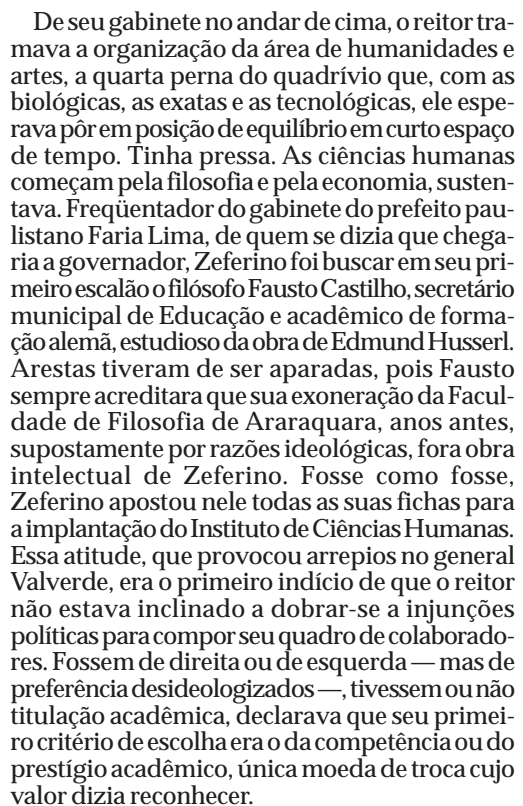 De seu gabinete no andar de cima, o reitor tra-
mava a organização da área de humanidades e
artes, a quarta perna do quadrívio que, com as
biológicas, as exatas e as tecnológicas, ele espe-
rava pôr em posição de equilíbrio em curto espaço
de tempo. Tinha pressa. As ciências humanas
começam pela filosofia e pela economia, susten-
tava. Freqüentador do gabinete do prefeito pau-
listano Faria Lima, de quem se dizia que chega-
ria a governador, Zeferino foi buscar em seu pri-
meiro escalão o filósofo Fausto Castilho, secretário
municipal de Educação e acadêmico de forma-
ção alemã, estudioso da obra de Edmund Husserl.
Arestas tiveram de ser aparadas, pois Fausto
sempre acreditara que sua exoneração da Facul-
dade de Filosofia de Araraquara, anos antes,
supostamente por razões ideológicas, fora obra
intelectual de Zeferino. Fosse como fosse,
Zeferino apostou nele todas as suas fichas para
a implantação do Instituto de Ciências Humanas.
Essa atitude, que provocou arrepios no general
Valverde, era o primeiro indício de que o reitor
não estava inclinado a dobrar-se a injunções
políticas para compor seu quadro de colaborado-
res. Fossem de direita ou de esquerda — mas de
preferência desideologizados —, tivessem ou não
titulação acadêmica, declarava que seu primei-
ro critério de escolha era o da competência ou do
prestígio acadêmico, única moeda de troca cujo
valor dizia reconhecer.